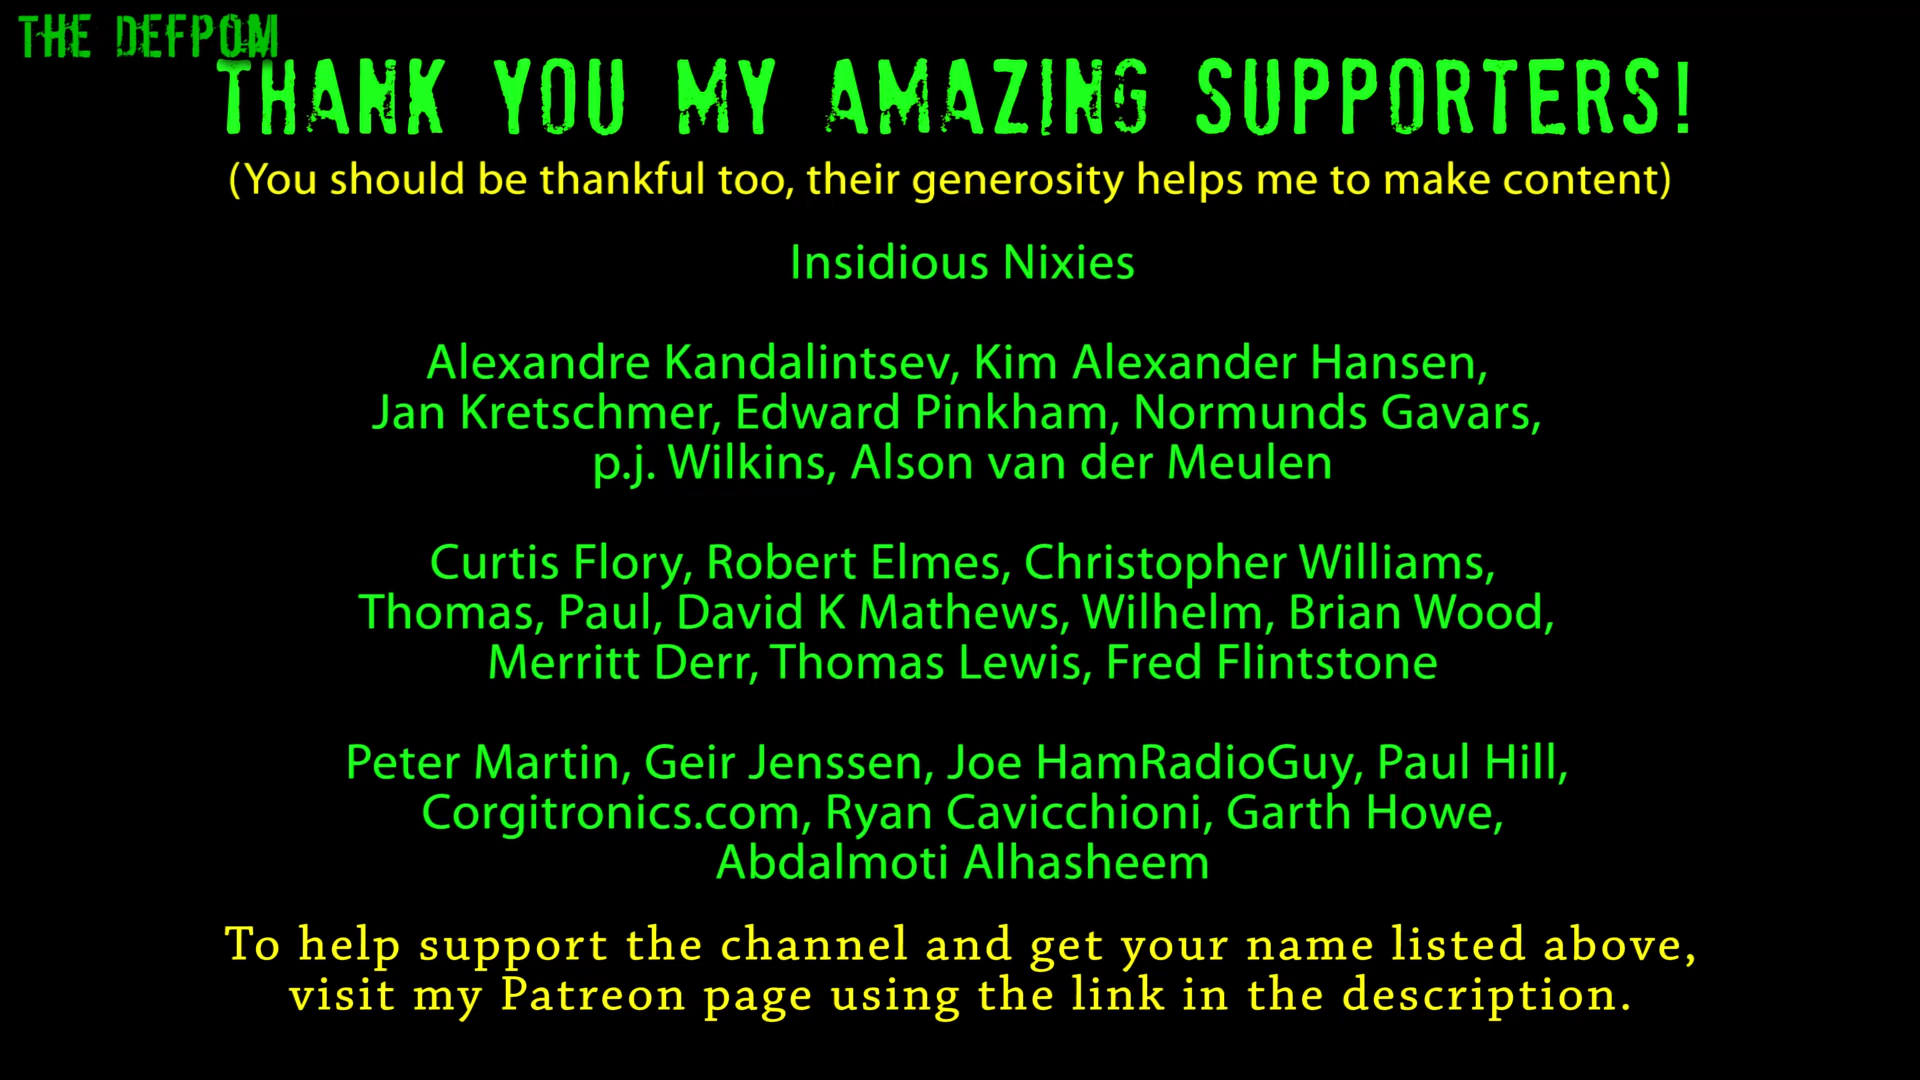 THE DEFPOM
THANK YOU MY AMAZING SUPPORTERS!
(You should be thankful too, their generosity helps me to make content)
Insidious Nixies
Alexandre Kandalintsev, Kim Alexander Hansen,
Jan Kretschmer, Edward Pinkham, Normunds Gavars,
p.j. Wilkins, Alson van der Meulen
Curtis Flory, Robert Elmes, Christopher Williams,
Thomas, Paul, David K Mathews, Wilhelm, Brian Wood,
Merritt Derr, Thomas Lewis, Fred Flintstone
Peter Martin, Geir Jenssen, Joe HamRadioGuy, Paul Hill,
Corgitronics.com, Ryan Cavicchioni, Garth Howe,
Abdalmoti Alhasheem
To help support the channel and get your name listed above,
visit my Patreon page using the link in the description.